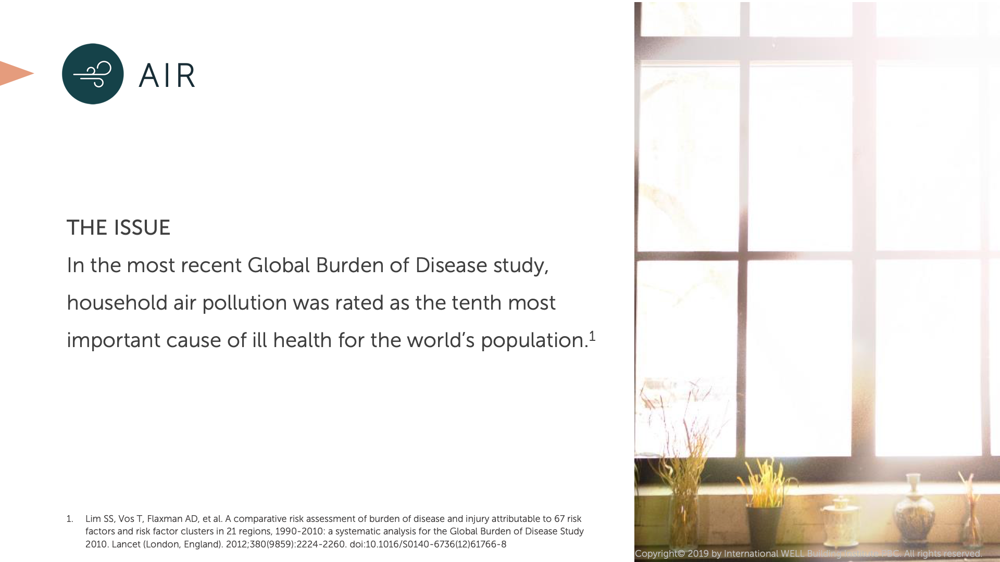 AIR
THE ISSUE
In the most recent Global Burden of Disease study,
household air pollution was rated as the tenth most
important cause of ill health for the world’s population.1
1. Lim SS, Vos T, Flaxman AD, et al. A comparative risk assessment of burden of disease and injury attributable to 67 risk
factors and risk factor clusters in 21 regions, 1990-2010: a systematic analysis for the Global Burden of Disease Study
2010. Lancet (London, England). 2012;380(9859):2224-2260. doi:10.1016/S0140-6736(12)61766-8
Copyright© 2019 by International WELL Building Institute PBC. All rights reserved.